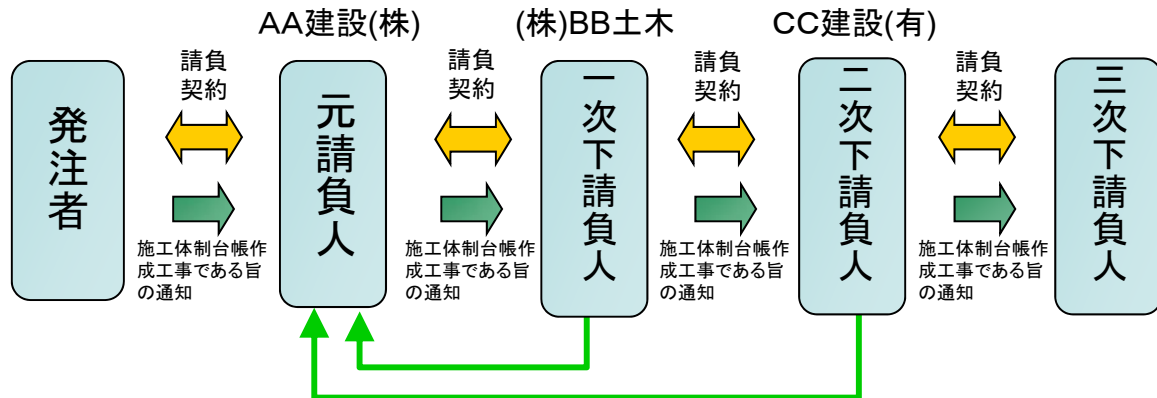 AA建設(株)
(株)BB土木
CC建設(有)
発注者
請負
契約
施工体制台帳作
成工事である旨
の通知
元請負人
請負
契約
施工体制台帳作
成工事である旨
の通知
一次下請負人
請負
契約
施工体制台帳作
成工事である旨
の通知
二次下請負人
請負
契約
施工体制台帳作
成工事である旨
の通知
三次下請負人